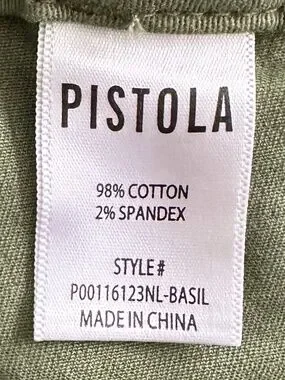 PISTOLA
98% COTTON
2% SPANDEX
STYLE#
P00116123NL-BASIL
MADE IN CHINA